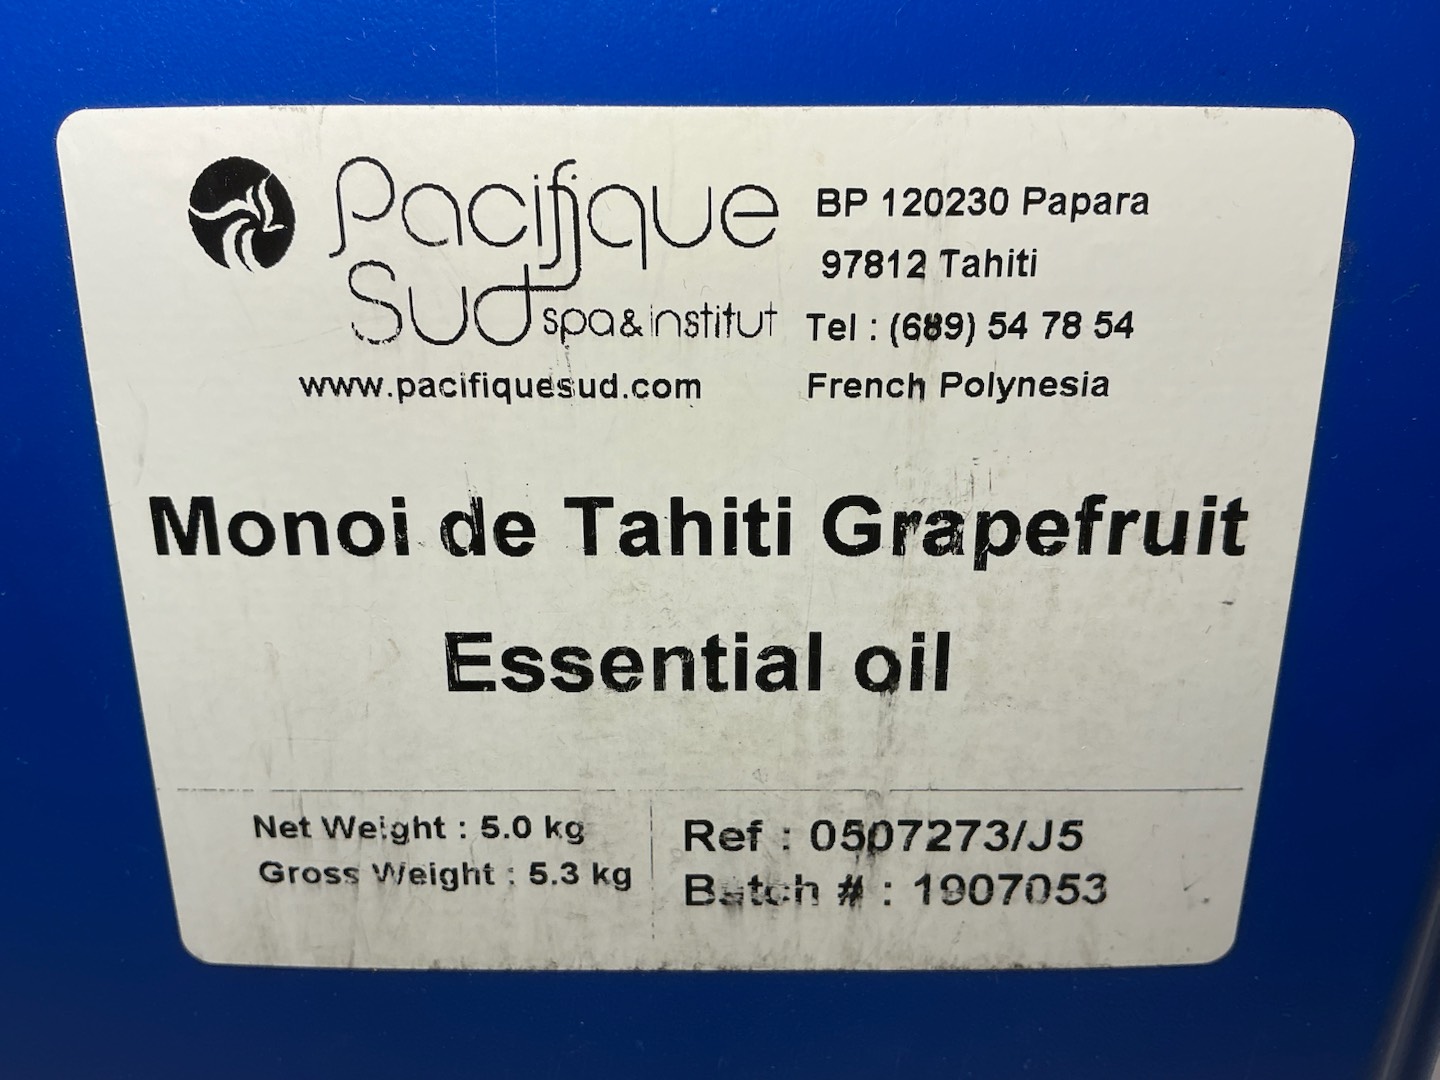 Pacifique
Sud spa & institut
www.pacifiquesud.com
BP 120230 Papara
97812 Tahiti
Tel : (689) 54 78 54
French Polynesia
Monoi de Tahiti Grapefruit
Essential oil
Net Weight : 5.0 kg
Gross Weight : 5.3 kg
Ref : 0507273/J5
Batch # : 1907053